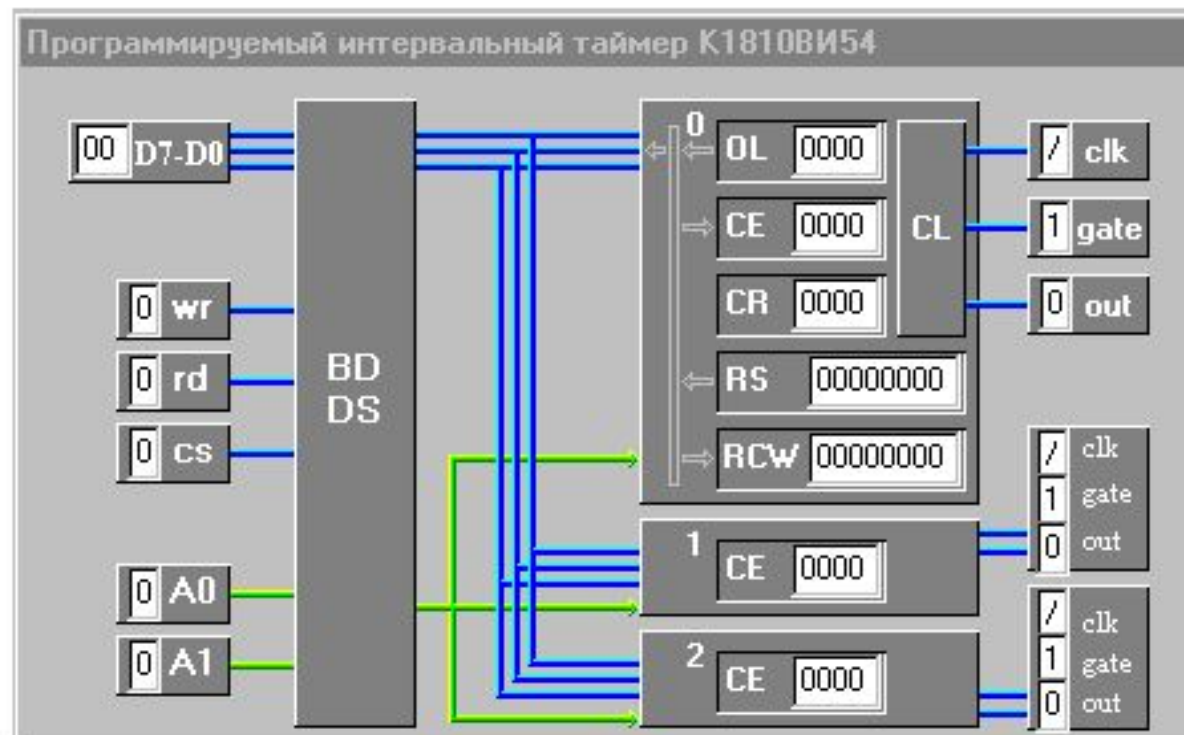 Программируемый интервальный таймер К1810ВИ54
00 D7-D0
0 wr
0 rd
0 cs
0 A0
0 A1
BD
DS
0
OL 0000
CE 0000
CR 0000
RS 00000000
RCW 00000000
CL
/ clk
1 gate
0 out
1
CE 0000
/ clk
1 gate
0 out
2
CE 0000
/ clk
1 gate
0 out